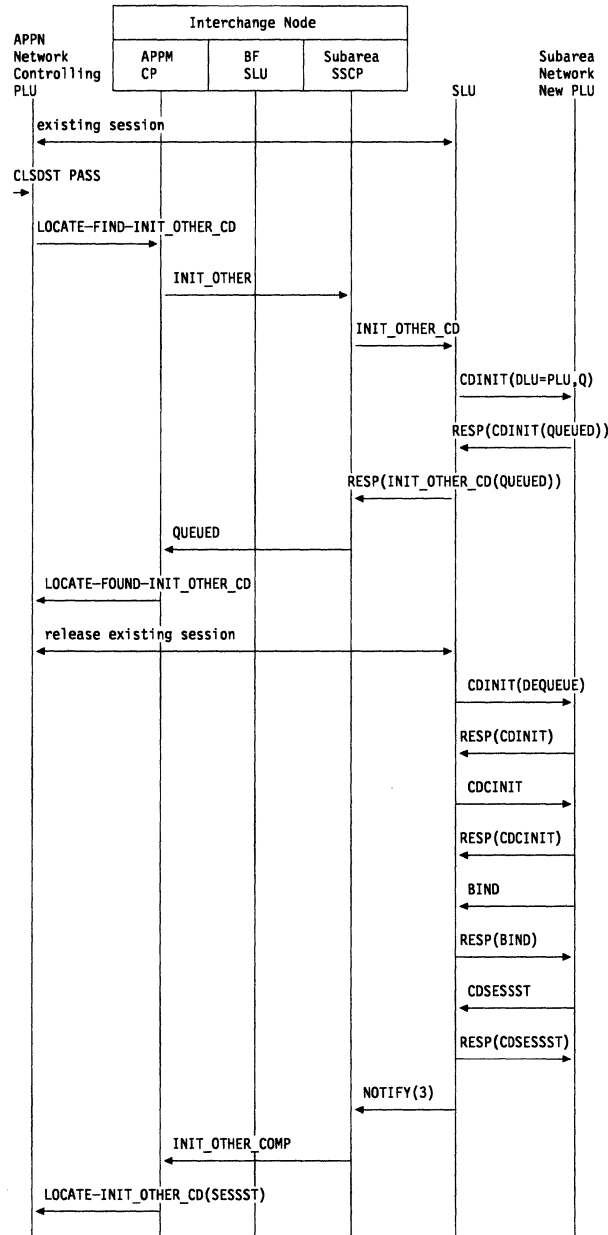 Interchange Node
APPN
Network
Controlling
PLU
APPM
CP
BF
SLU
Subarea
SSCP
SLU
Subarea
Network
New PLU
existing session
CLSDST PASS
LOCATE-FIND-INIT_OTHER_CD
INIT_OTHER
INIT_OTHER_CD
CDINIT(DLU=PLU,Q)
RESP(CDINIT(QUEUED))
RESP(INIT_OTHER_CD(QUEUED))
QUEUED
LOCATE-FOUND-INIT_OTHER_CD
release existing session
CDINIT(DEQUEUE)
RESP(CDINIT)
CDCINIT
RESP(CDCINIT)
BIND
RESP(BIND)
CDSESSST
RESP(CDSESSST)
NOTIFY(3)
INIT_OTHER_COMP
LOCATE-INIT_OTHER_CD(SESSST)